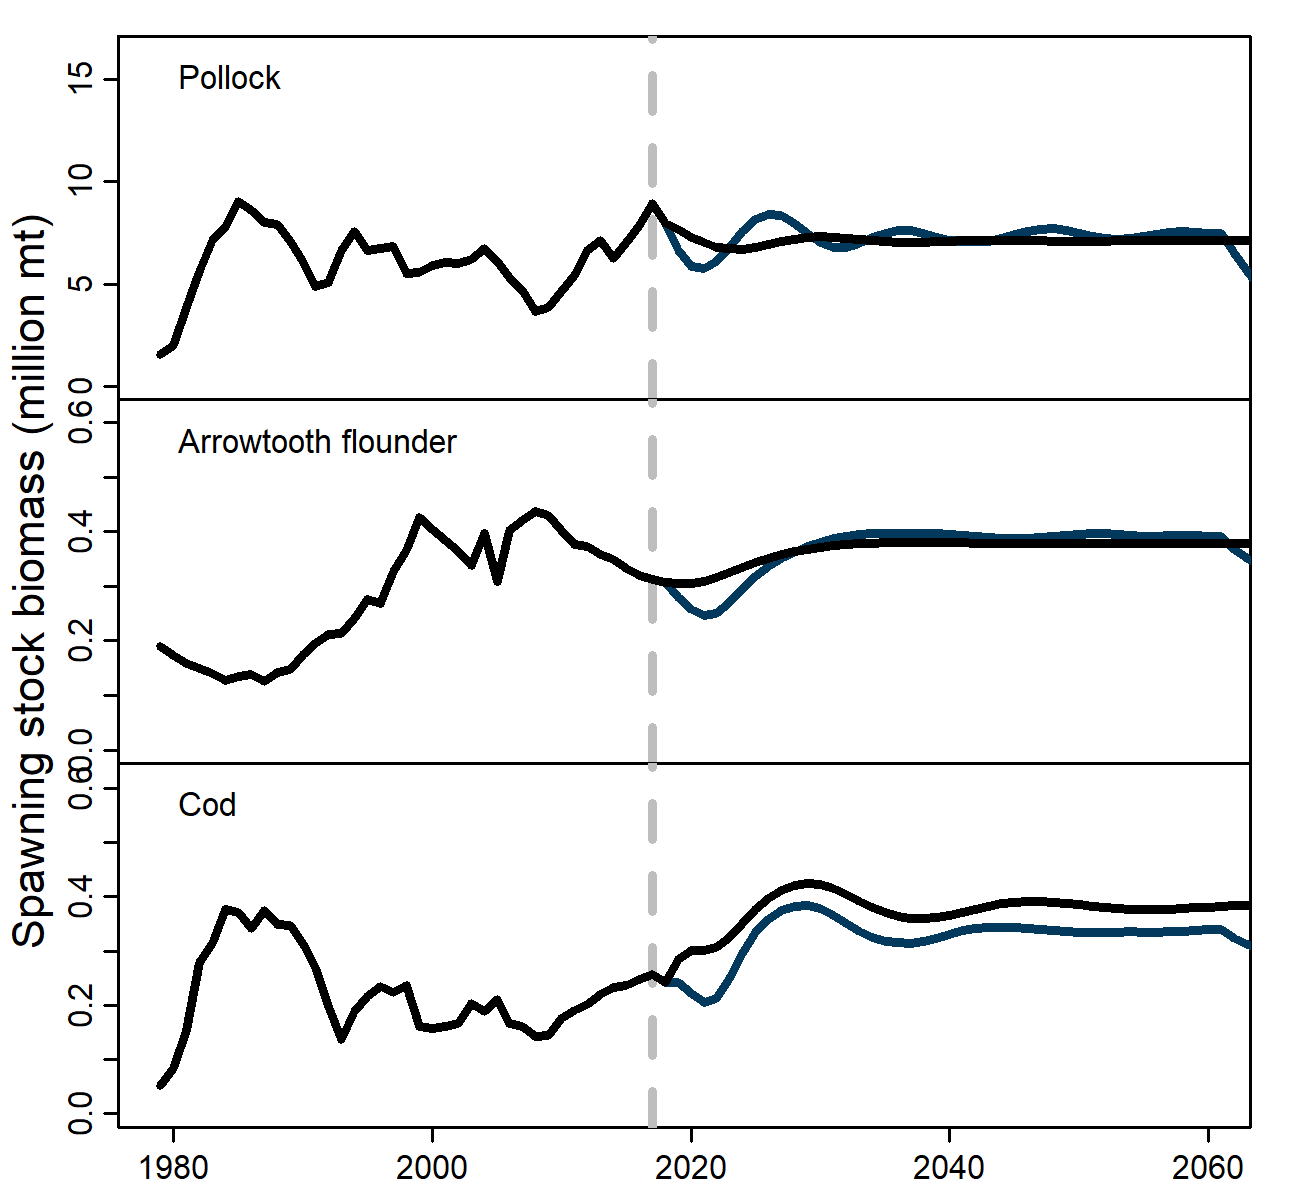 Spawning stock biomass (million mt)
Pollock
15
10
5
0
Arrowtooth flounder
0.6
0.4
0.2
0.0
Cod
0.6
0.4
0.2
0.0
1980 2000 2020 2040 2060